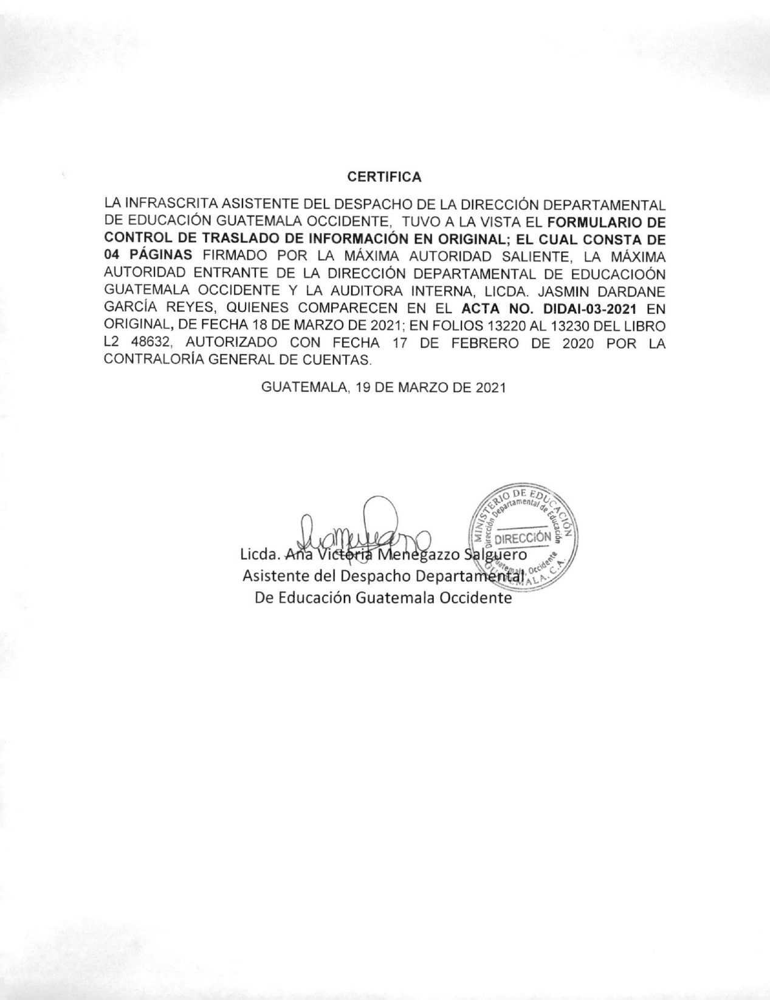 CERTIFICA
LA INFRASCRITA ASISTENTE DEL DESPACHO DE LA DIRECCIÓN DEPARTAMENTAL
DE EDUCACIÓN GUATEMALA OCCIDENTE, TUVO A LA VISTA EL FORMULARIO DE
CONTROL DE TRASLADO DE INFORMACIÓN EN ORIGINAL; EL CUAL CONSTA DE
04 PÁGINAS FIRMADO POR LA MÁXIMA AUTORIDAD SALIENTE, LA MÁXIMA
AUTORIDAD ENTRANTE DE LA DIRECCIÓN DEPARTAMENTAL DE EDUCACIOÓN
GUATEMALA OCCIDENTE Y LA AUDITORA INTERNA, LICDA. JASMIN DARDANE
GARCÍA REYES, QUIENES COMPARECEN EN EL ACTA NO. DIDAI-03-2021 EN
ORIGINAL, DE FECHA 18 DE MARZO DE 2021; EN FOLIOS 13220 AL 13230 DEL LIBRO
L2 48632, AUTORIZADO CON FECHA 17 DE FEBRERO DE 2020 POR LA
CONTRALORÍA GENERAL DE CUENTAS.
GUATEMALA, 19 DE MARZO DE 2021
MINISTERIO DE EDUCACIÓN
Dirección Departamental de Educación
DIRECCIÓN
Guatemala, Occidente
GUATEMALA, C.A.
Licda. Ana Victoria Menegazzo Salguero
Asistente del Despacho Departamental
De Educación Guatemala Occidente